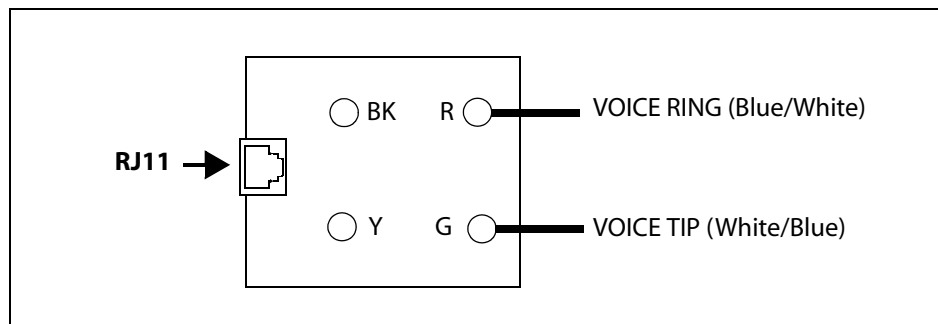 BK R VOICE RING (Blue/White)
RJ11
Y G VOICE TIP (White/Blue)